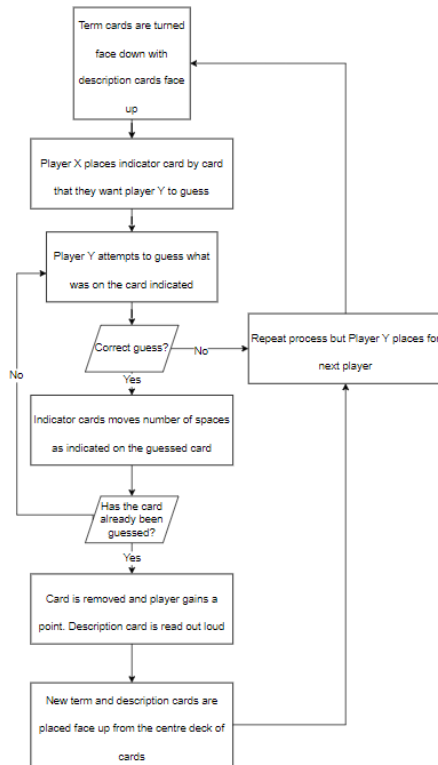 Term cards are turned
face down with
description cards face
up
Player X places indicator card by card
that they want player Y to guess
Player Y attempts to guess what
was on the card indicated
Correct guess?
No
Repeat process but Player Y places for
next player
No
Yes
Indicator cards moves number of spaces
as indicated on the guessed card
Has the card
already been
guessed?
Yes
Card is removed and player gains a
point. Description card is read out loud
New term and description cards are
placed face up from the centre deck of
cards